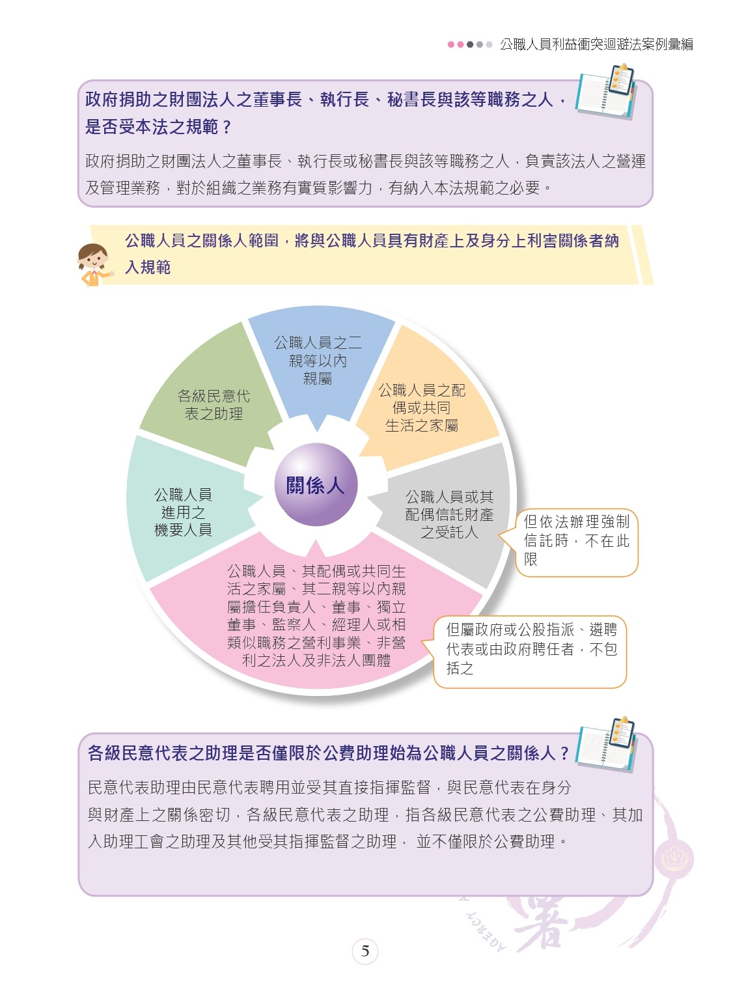 公職人員利益衝突迴避法案例彙編
政府捐助之財團法人之董事長、執行長、秘書長與該等職務之人，
是否受本法之規範？
政府捐助之財團法人之董事長、執行長或秘書長與該等職務之人，負責該法人之營運
及管理業務，對於組織之業務有實質影響力，有納入本法規範之必要。
公職人員之關係人範圍，將與公職人員具有財產上及身分上利害關係者納
入規範
公職人員之二
親等以內
親屬
公職人員之配
偶或共同
生活之家屬
各級民意代
表之助理
關係人
公職人員
進用之
機要人員
公職人員或其
配偶信託財產
之受託人
但依法辦理強制
信託時，不在此
限
公職人員、其配偶或共同生
活之家屬、其二親等以內親
屬擔任負責人、董事、獨立
董事、監察人、經理人或相
類似職務之營利事業、非營
利之法人及非法人團體
但屬政府或公股指派、遴聘
代表或由政府聘任者，不包
括之
各級民意代表之助理是否僅限於公費助理始為公職人員之關係人？
民意代表助理由民意代表聘用並受其直接指揮監督，與民意代表在身分
與財產上之關係密切，各級民意代表之助理，指各級民意代表之公費助理、其加
入助理工會之助理及其他受其指揮監督之助理， 並不僅限於公費助理。
署
AGENCY A
5